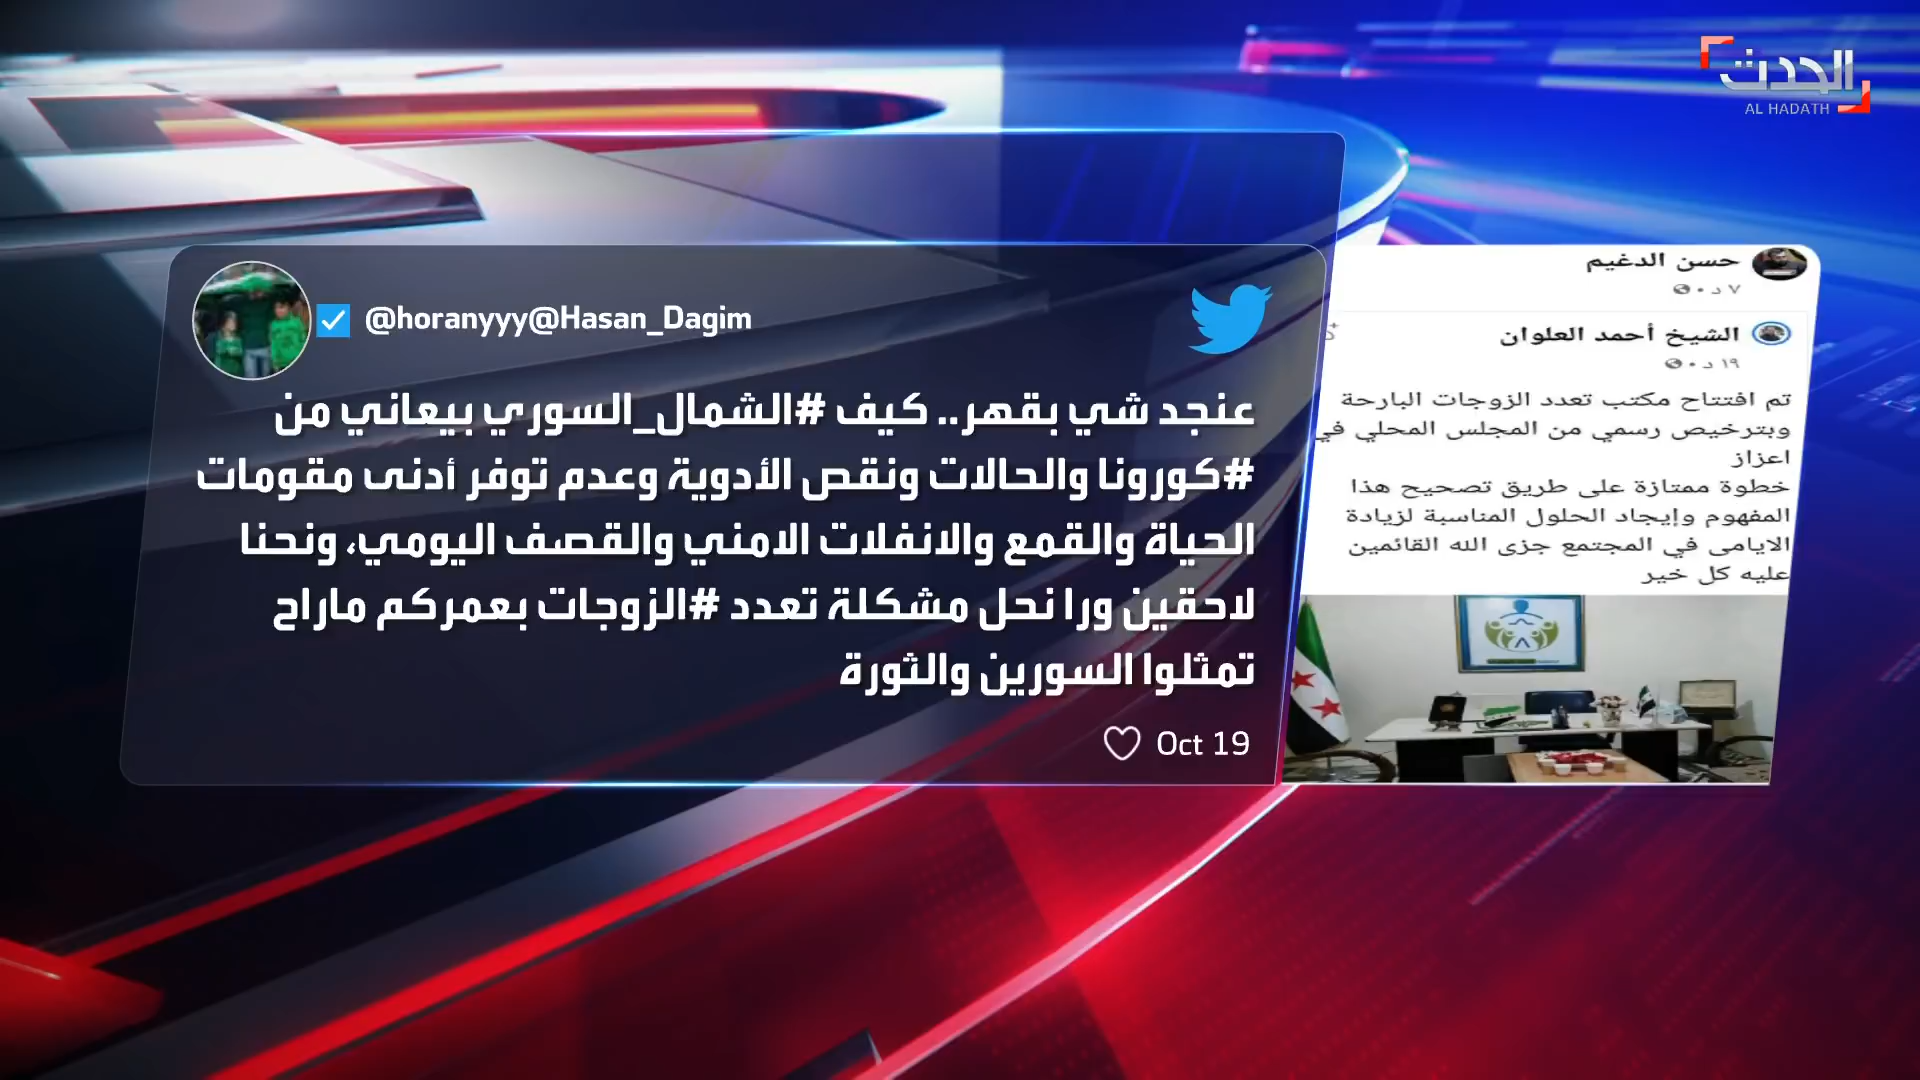 الحدث
AL HADATH
@horanyyy@Hasan_Dagim
عنجد شي بقهر.. كيف #الشمال_السوري بيعاني من
#كورونا والحالات ونقص الأدوية وعدم توفر أدنى مقومات
الحياة والقمع والانفلات الامني والقصف اليومي، ونحنا
لاحقين ورا نحل مشكلة تعدد #الزوجات بعمركم ماراح
تمثلوا السورين والثورة
Oct 19
حسن الدغيم
٧ د
الشيخ أحمد العلوان
١٩ د
تم افتتاح مكتب تعدد الزوجات البارحة
وبترخيص رسمي من المجلس المحلي في
اعزاز
خطوة ممتازة على طريق تصحيح هذا
المفهوم وإيجاد الحلول المناسبة لزيادة
الايامى في المجتمع جزى الله القائمين
عليه كل خير